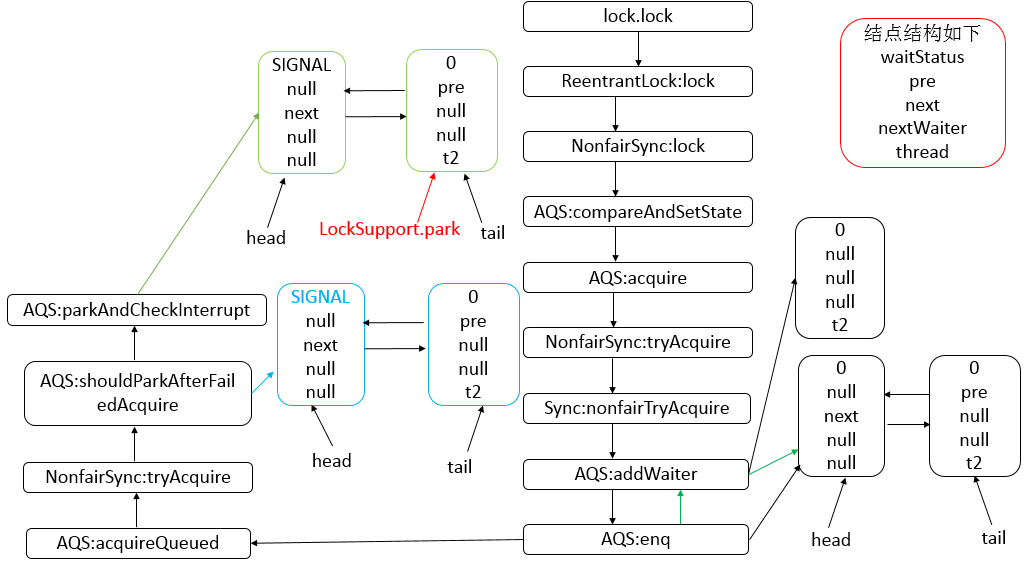 lock.lock
ReentrantLock:lock
NonfairSync:lock
AQS:compareAndSetState
AQS:acquire
NonfairSync:tryAcquire
Sync:nonfairTryAcquire
AQS:addWaiter
AQS:enq
结点结构如下
waitStatus
pre
next
nextWaiter
thread
0
null
null
null
t2
0
null
next
null
null
0
pre
null
null
t2
head
tail
AQS:acquireQueued
NonfairSync:tryAcquire
AQS:shouldParkAfterFail
edAcquire
SIGNAL
null
next
null
null
0
pre
null
null
t2
head
tail
AQS:parkAndCheckInterrupt
SIGNAL
null
next
null
null
0
pre
null
null
t2
head
LockSupport.park
tail